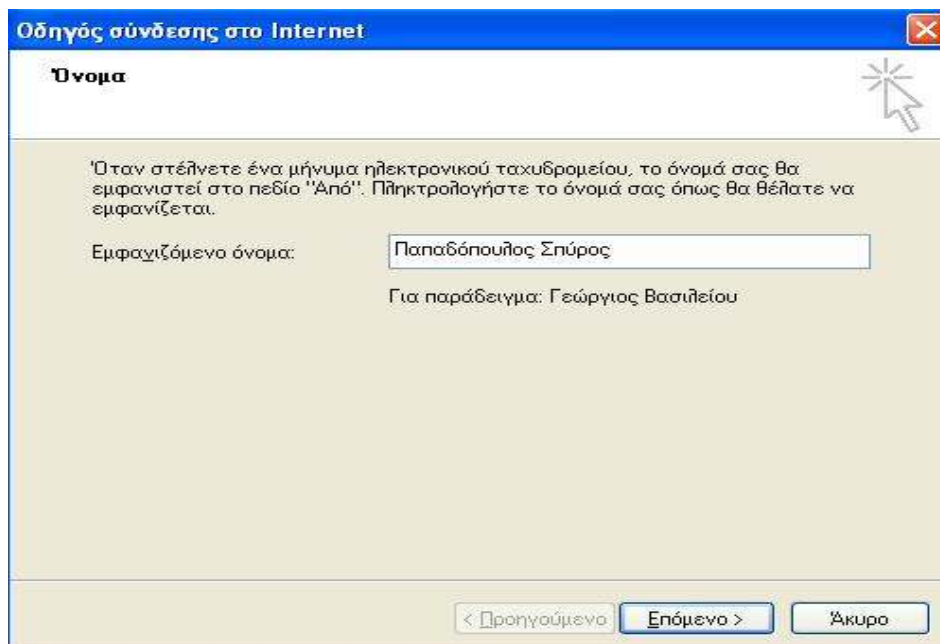 Οδηγός σύνδεσης στο Internet
Όνομα
Όταν στέλνετε ένα μήνυμα ηλεκτρονικού ταχυδρομείου, το όνομά σας θα
εμφανιστεί στο πεδίο "Από". Πληκτρολογήστε το όνομά σας όπως θα θέλατε να
εμφανίζεται.
Εμφανιζόμενο όνομα: Παπαδόπουλος Σπύρος
Για παράδειγμα: Γεώργιος Βασιλείου
< Προηγούμενο Επόμενο > Άκυρο